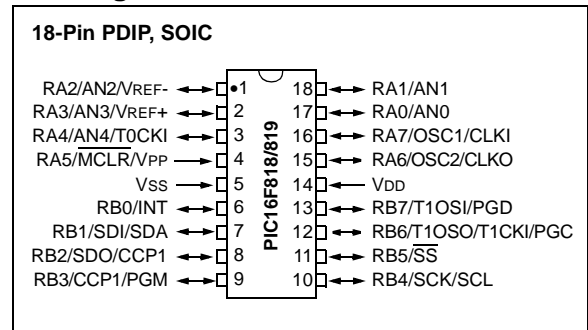 18-Pin PDIP, SOIC
RA2/AN2/VREF- 1 18 RA1/AN1
RA3/AN3/VREF+ 2 17 RA0/AN0
RA4/AN4/T0CKI 3 16 RA7/OSC1/CLKI
RA5/MCLR/VPP 4 15 RA6/OSC2/CLKO
VSS 5 14 VDD
RB0/INT 6 13 RB7/T1OSI/PGD
RB1/SDI/SDA 7 12 RB6/T1OSO/T1CKI/PGC
RB2/SDO/CCP1 8 11 RB5/SS
RB3/CCP1/PGM 9 10 RB4/SCK/SCL
PIC16F818/819